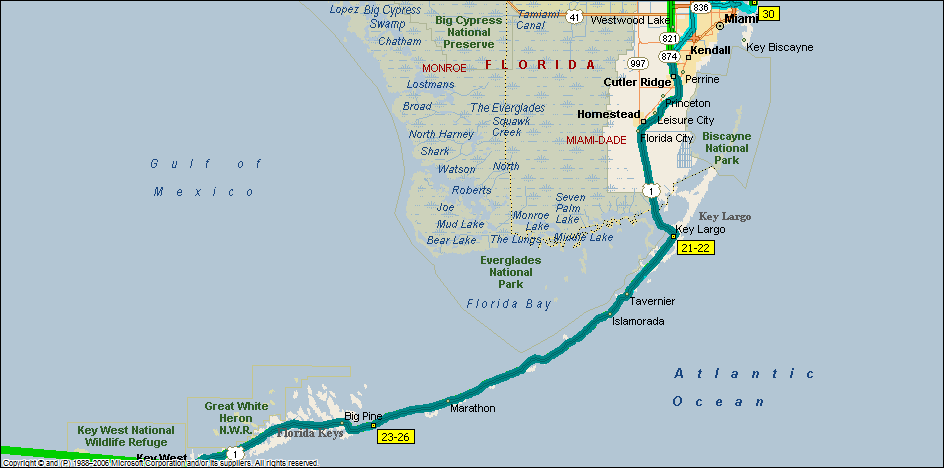 Lopez
Big Cypress
Swamp
Chatham
Big Cypress
National
Preserve
Tamiami
Canal
41
Westwood Lake
836
Miami
30
821
874
Kendall
Key Biscayne
997
MONROE
FLORIDA
Lostmans
Cutler Ridge
Perrine
Broad
The Everglades
Princeton
Homestead
Leisure City
Squawk
Creek
North Harney
MIAMI-DADE
Florida City
Biscayne
National
Park
Shark
Gulf of
Mexico
Watson
North
Roberts
1
Seven
Palm
Lake
Joe
Monroe
Lake
Key Largo
Mud Lake
Key Largo
Bear Lake
The Lungs
Middle Lake
21-22
Everglades
National
Park
Florida Bay
Tavernier
Islamorada
Atlantic
Ocean
Great White
Heron
N.W.R.
Marathon
Big Pine
Key West National
Wildlife Refuge
Florida Keys
23-26
1
Key West
Copyright © and (P) 1988–2006 Microsoft Corporation and/or its suppliers. All rights reserved.